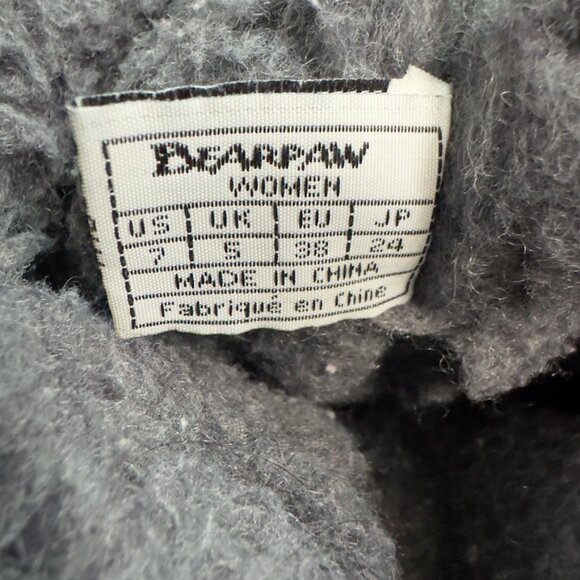 BEARPAW
WOMEN
US UK EU JP
7 5 38 24
MADE IN CHINA
Fabriqué en Chine